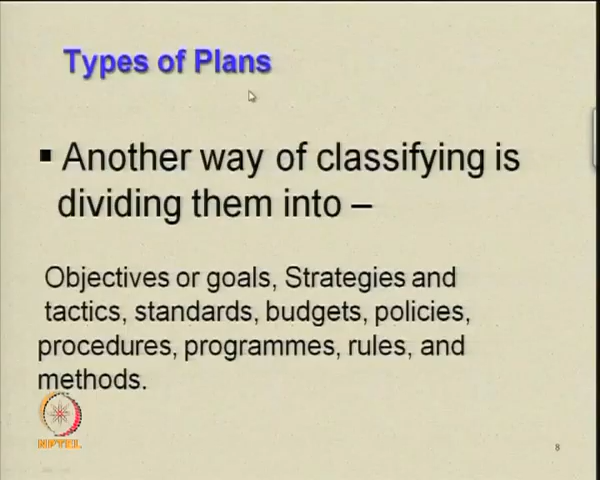 Types of Plans
▪ Another way of classifying is
dividing them into –
Objectives or goals, Strategies and
tactics, standards, budgets, policies,
procedures, programmes, rules, and
methods.
NPTEL
8